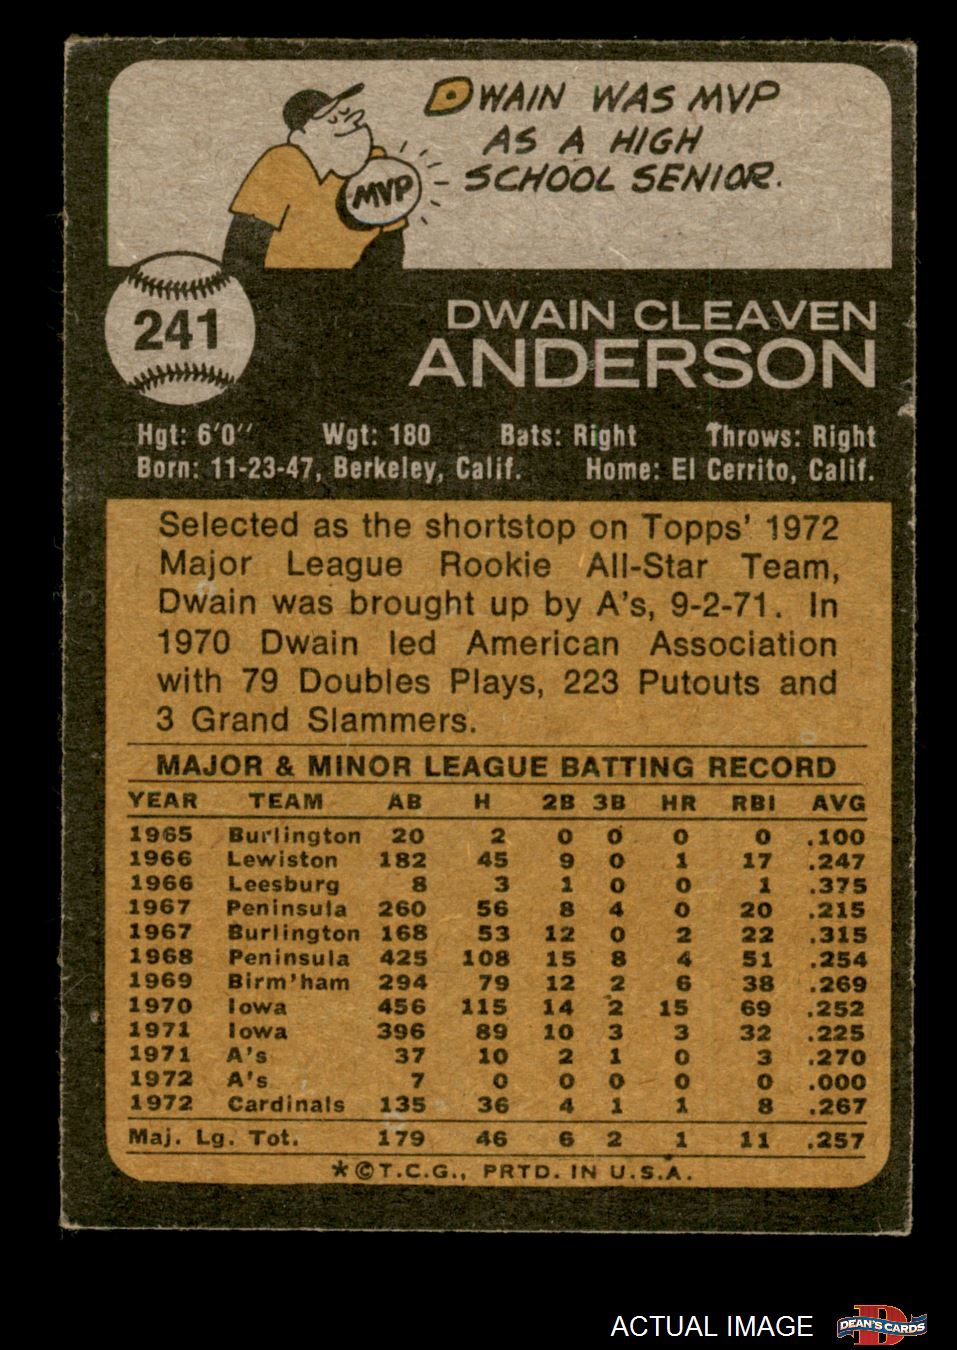 DWAIN WAS MVP
AS A HIGH
SCHOOL SENIOR.
MVP
241
DWAIN CLEAVEN
ANDERSON
Hgt: 6'0" Wgt: 180 Bats: Right Throws: Right
Born: 11-23-47, Berkeley, Calif. Home: El Cerrito, Calif.
Selected as the shortstop on Topps' 1972
Major League Rookie All-Star Team,
Dwain was brought up by A's, 9-2-71. In
1970 Dwain led American Association
with 79 Doubles Plays, 223 Putouts and
3 Grand Slammers.
MAJOR & MINOR LEAGUE BATTING RECORD
YEAR TEAM AB H 2B 3B HR RBI AVG
1965 Burlington 20 2 0 0 0 0 .100
1966 Lewiston 182 45 9 0 1 17 .247
1966 Leesburg 8 3 1 0 0 1 .375
1967 Peninsula 260 56 8 4 0 20 .215
1967 Burlington 168 53 12 0 2 22 .315
1968 Peninsula 425 108 15 8 4 51 .254
1969 Birm'ham 294 79 12 2 6 38 .269
1970 Iowa 456 115 14 2 15 69 .252
1971 Iowa 396 89 10 3 3 32 .225
1971 A's 37 10 2 1 0 3 .270
1972 A's 7 0 0 0 0 0 .000
1972 Cardinals 135 36 4 1 1 8 .267
Maj. Lg. Tot. 179 46 6 2 1 11 .257
*©T.C.G., PRTD. IN U.S.A.
ACTUAL IMAGE
D
DEAN'S CARDS